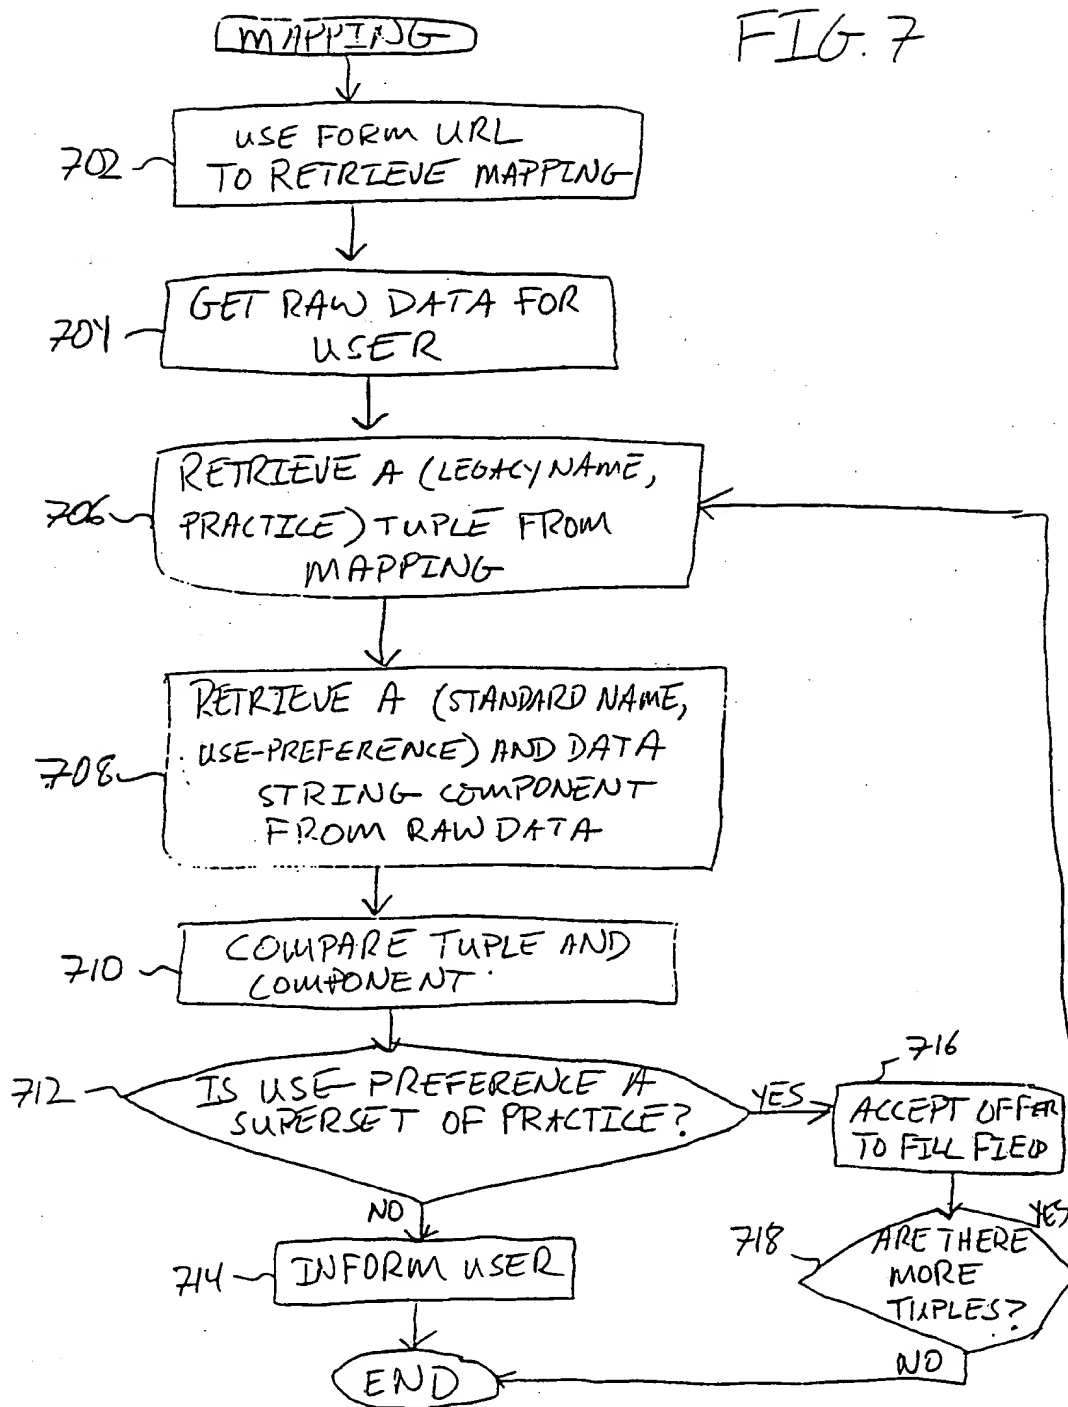 FIG. 7
MAPPING
702
USE FORM URL
TO RETRIEVE MAPPING
704
GET RAW DATA FOR
USER
706
RETRIEVE A (LEGACY NAME,
PRACTICE) TUPLE FROM
MAPPING
708
RETRIEVE A (STANDARD NAME,
USE-PREFERENCE) AND DATA
STRING COMPONENT
FROM RAW DATA
710
COMPARE TUPLE AND
COMPONENT
712
IS USE-PREFERENCE A
SUPERSET OF PRACTICE?
YES
716
ACCEPT OFFER
TO FILL FIELD
NO
714
INFORM USER
718
ARE THERE
MORE
TUPLES?
YES
NO
END